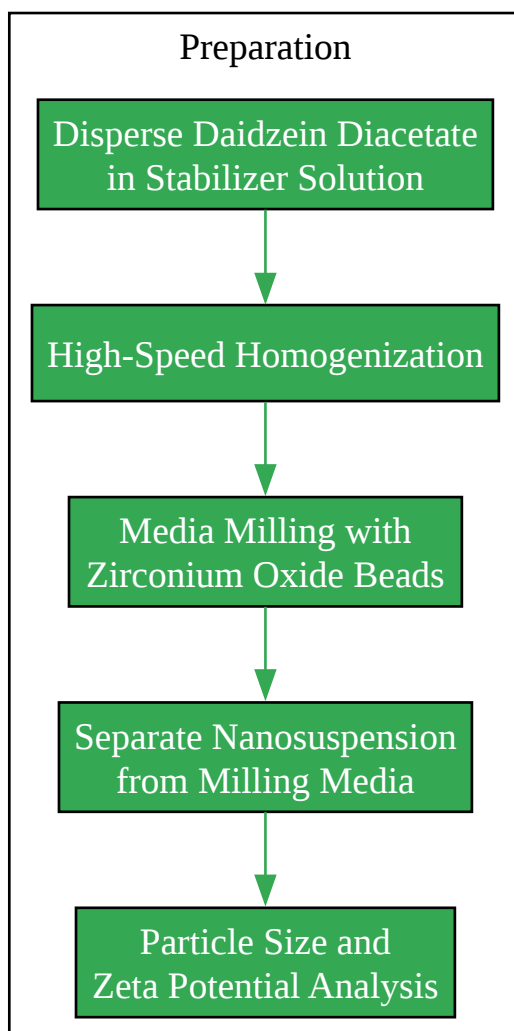 Preparation
Disperse Daidzein Diacetate
in Stabilizer Solution
High-Speed Homogenization
Media Milling with
Zirconium Oxide Beads
Separate Nanosuspension
from Milling Media
Particle Size and
Zeta Potential Analysis